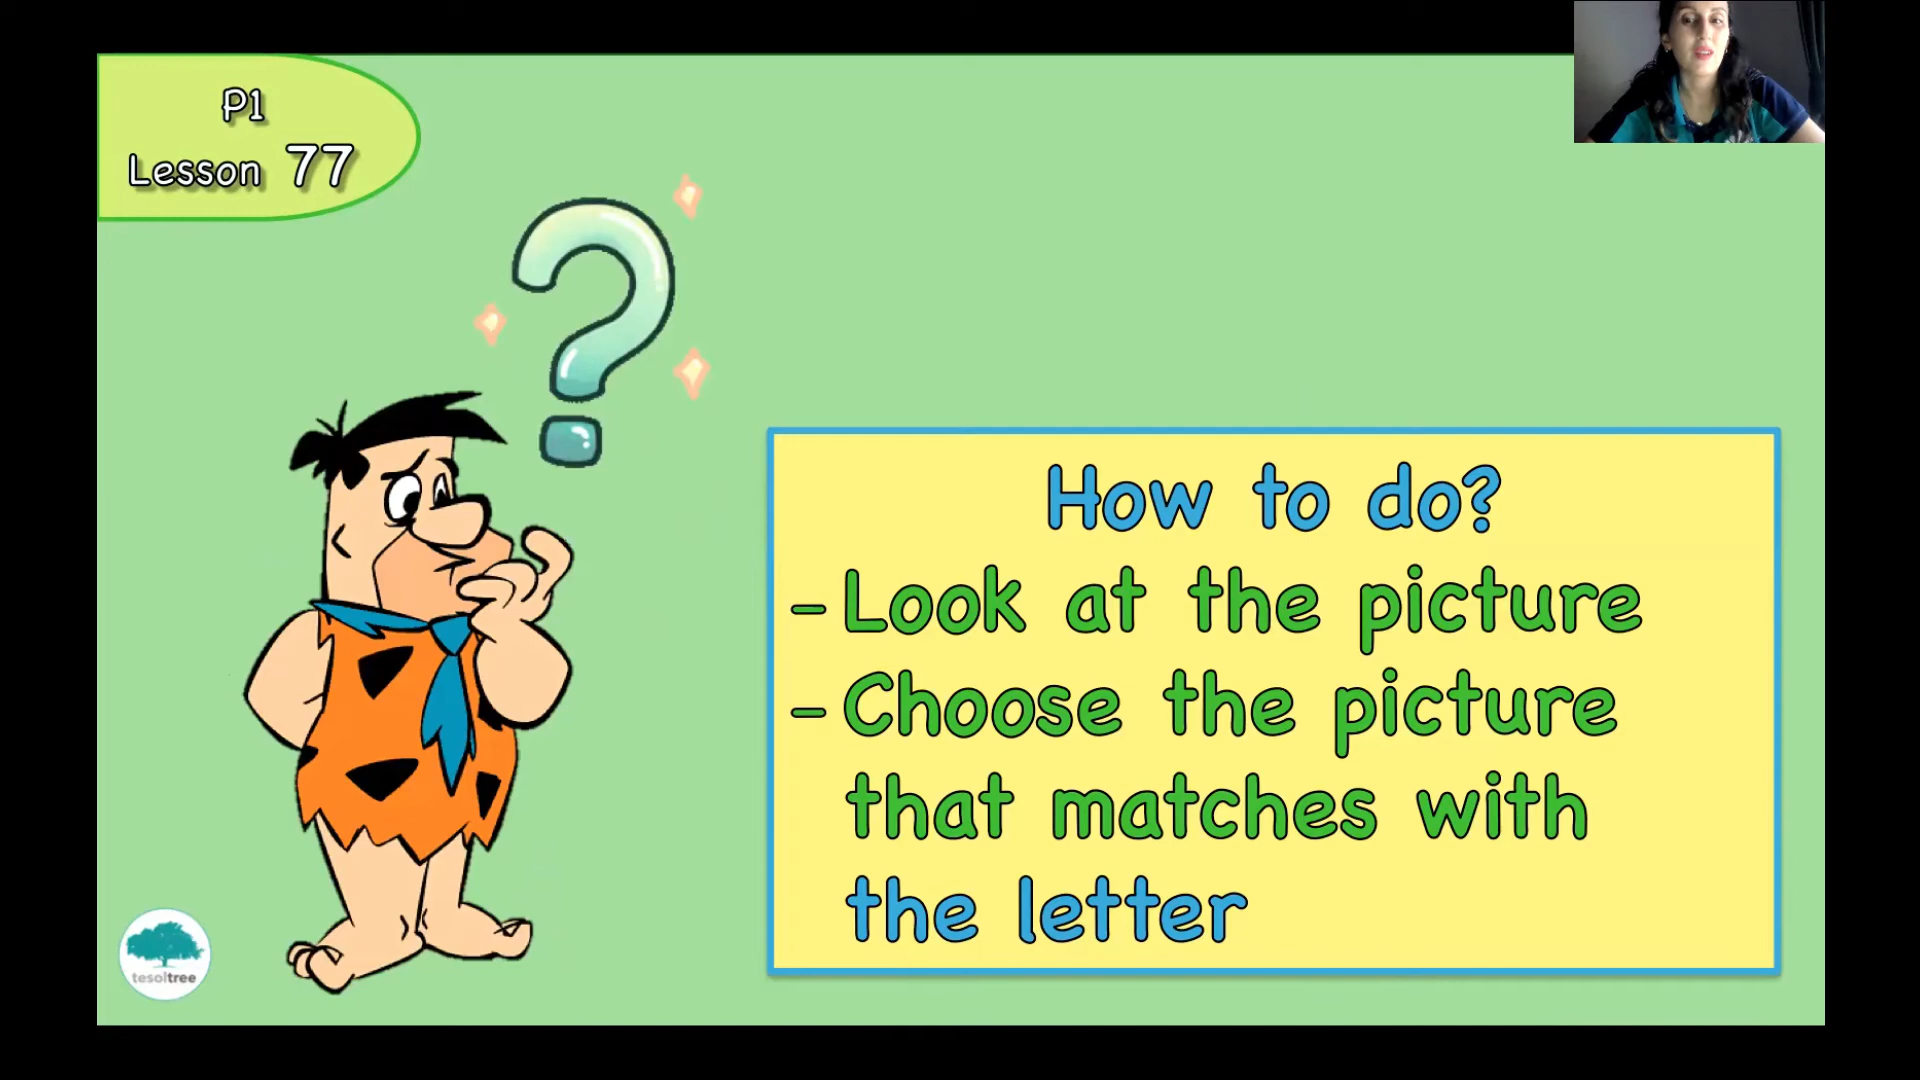 P1
Lesson 77
How to do?
- Look at the picture
- Choose the picture
that matches with
the letter
tesoltree